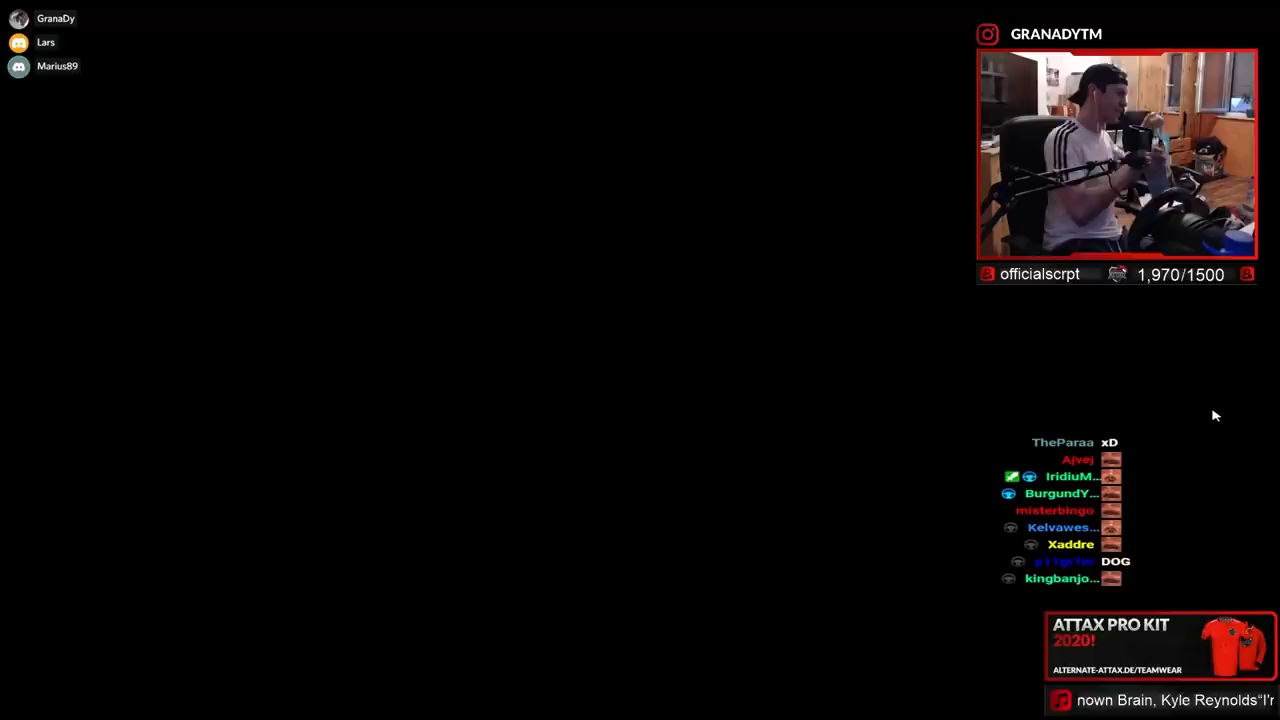 GranaDy
Lars
Marius89
GRANADYTM
officialscrpt 1,970/1500
TheParaa xD
Ajvej
IridiuM...
BurgundY...
misterbingo
Kelvawes...
Xaddre
DOG
kingbanjo...
ATTAX PRO KIT
2020!
ALTERNATE-ATTAX.DE/TEAMWEAR
nown Brain, Kyle Reynolds“I'r